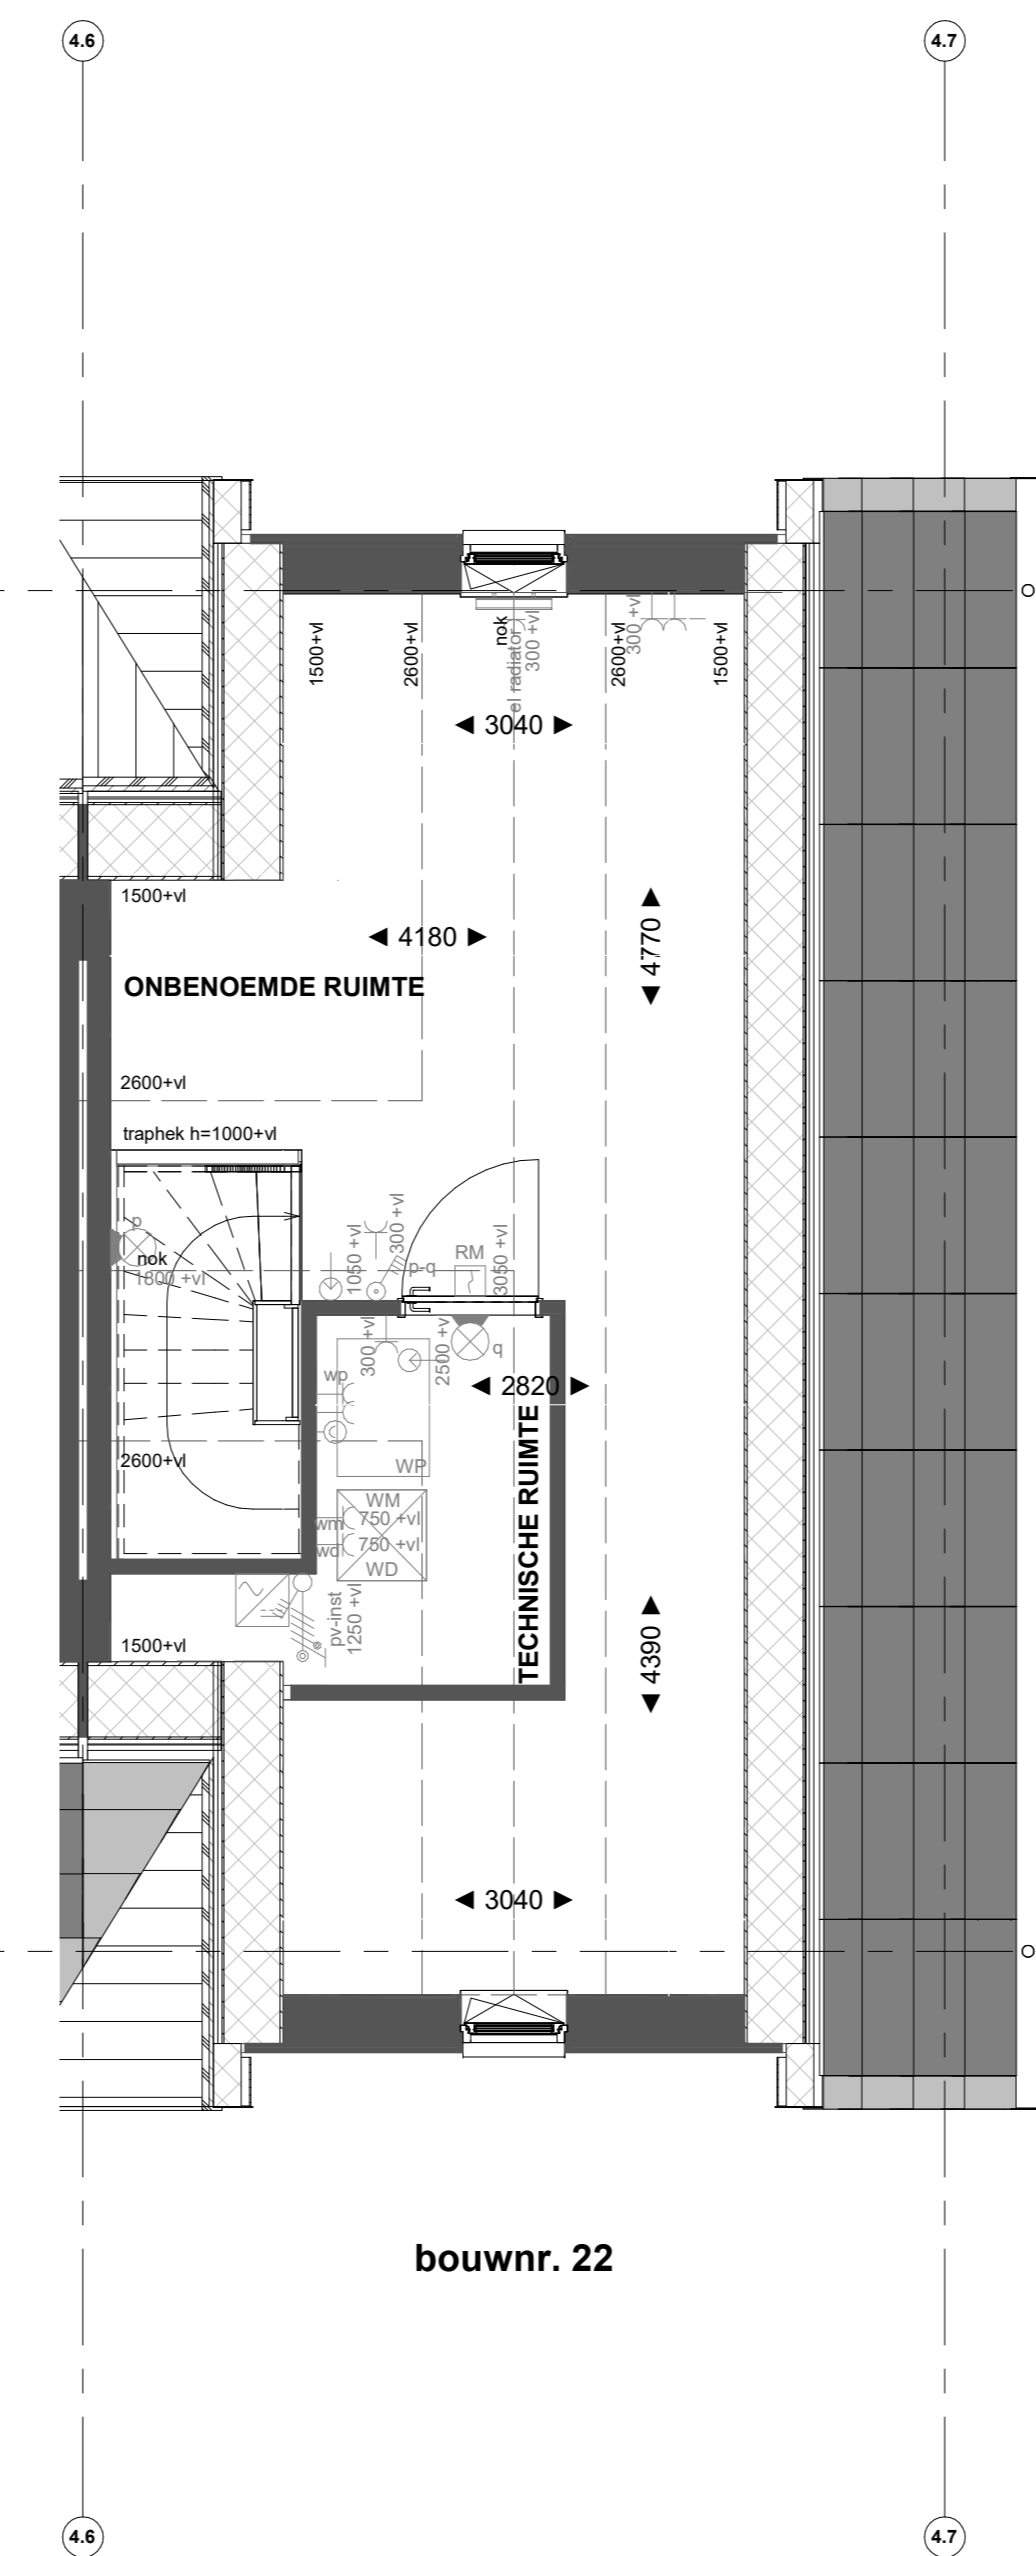 4.6
4.7
O
1500+vl
2600+vl
nok
el radiator
300 +vl
2600+vl
300 +vl
1500+vl
3040
1500+vl
4180
4770
ONBENOEMDE RUIMTE
2600+vl
traphek h=1000+vl
p
nok
1800 +vl
1050 +vl
300 +vl
p-q
RM
3050 +vl
300 +vl
2500 +v
q
wp
2820
2600+vl
WP
WM
wm
750 +vl
750 +vl
WD
TECHNISCHE RUIMTE
pv-inst
1250 +vl
1500+vl
4390
3040
O
bouwnr. 22
4.6
4.7